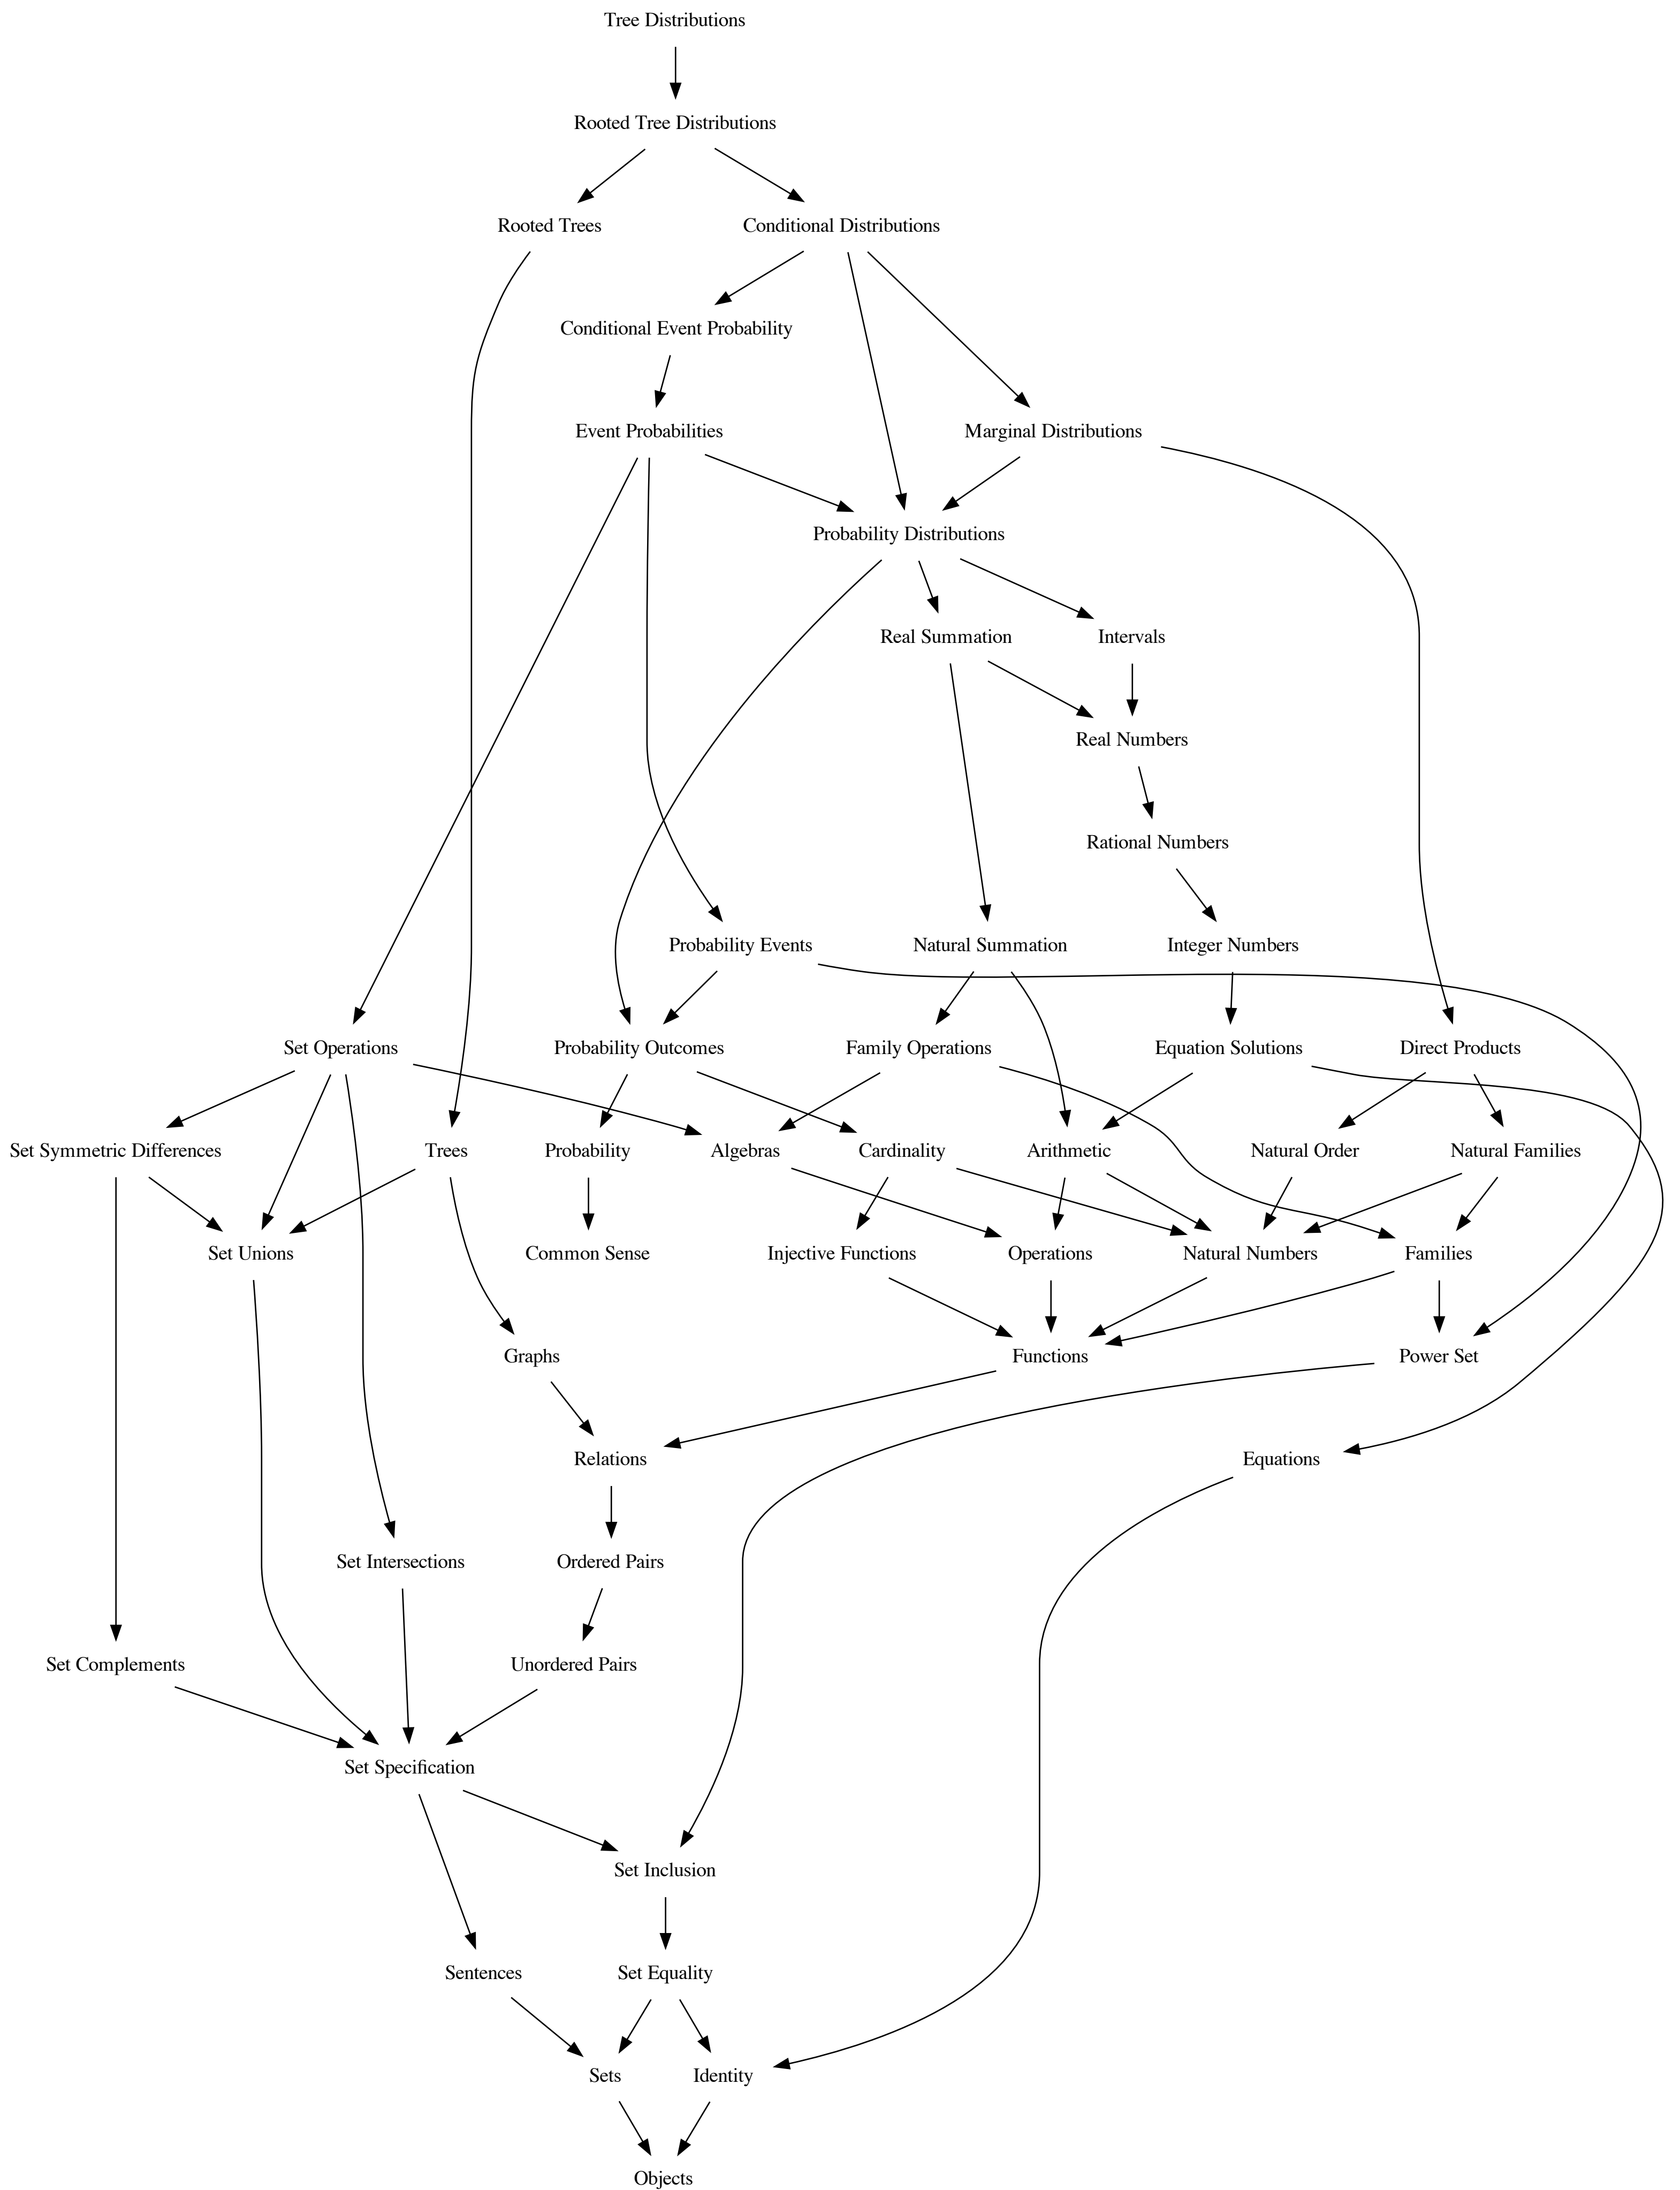 Tree Distributions
Rooted Tree Distributions
Rooted Trees
Conditional Distributions
Conditional Event Probability
Event Probabilities
Marginal Distributions
Probability Distributions
Real Summation
Intervals
Real Numbers
Rational Numbers
Probability Events
Natural Summation
Integer Numbers
Set Operations
Probability Outcomes
Family Operations
Equation Solutions
Direct Products
Set Symmetric Differences
Trees
Probability
Algebras
Cardinality
Arithmetic
Natural Order
Natural Families
Set Unions
Common Sense
Injective Functions
Operations
Natural Numbers
Families
Graphs
Functions
Power Set
Relations
Equations
Set Intersections
Ordered Pairs
Set Complements
Unordered Pairs
Set Specification
Set Inclusion
Sentences
Set Equality
Sets
Identity
Objects